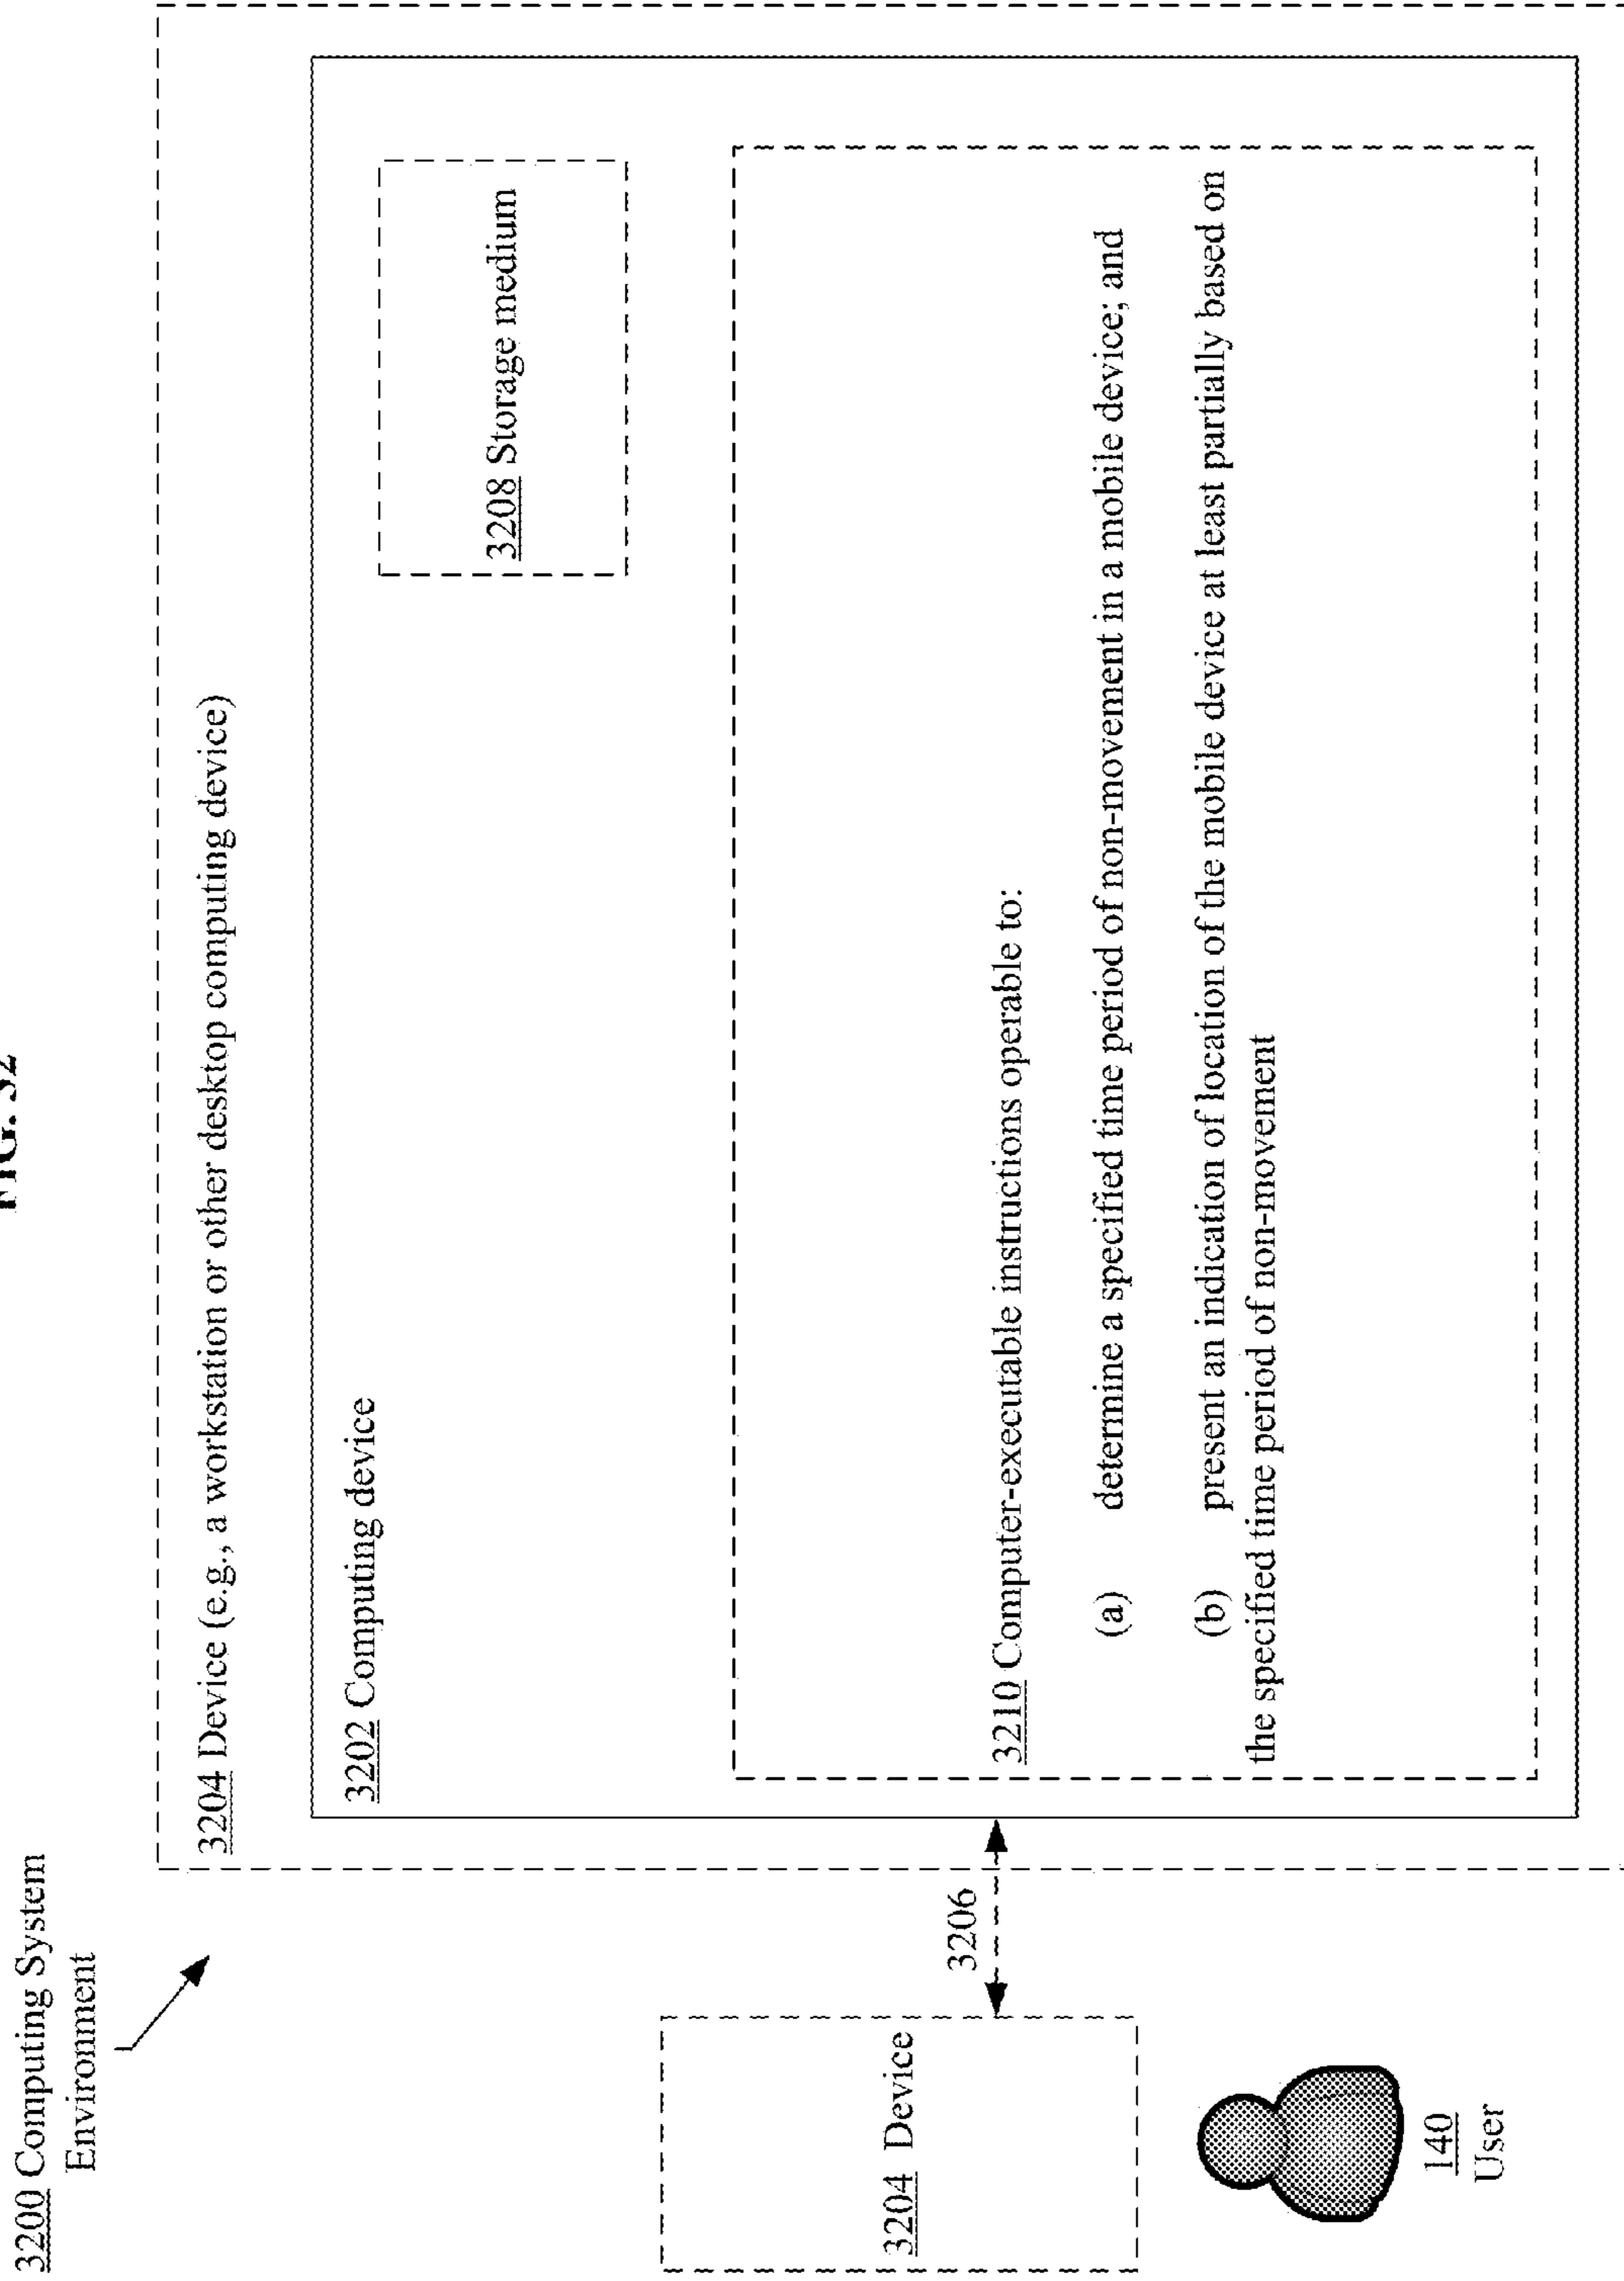 FIG. 32
3200 Computing System
Environment
3204 Device (e.g., a workstation or other desktop computing device)
3202 Computing device
3208 Storage medium
3206
3204 Device
3210 Computer-executable instructions operable to:
(a) determine a specified time period of non-movement in a mobile device; and
(b) present an indication of location of the mobile device at least partially based on
the specified time period of non-movement
140
User